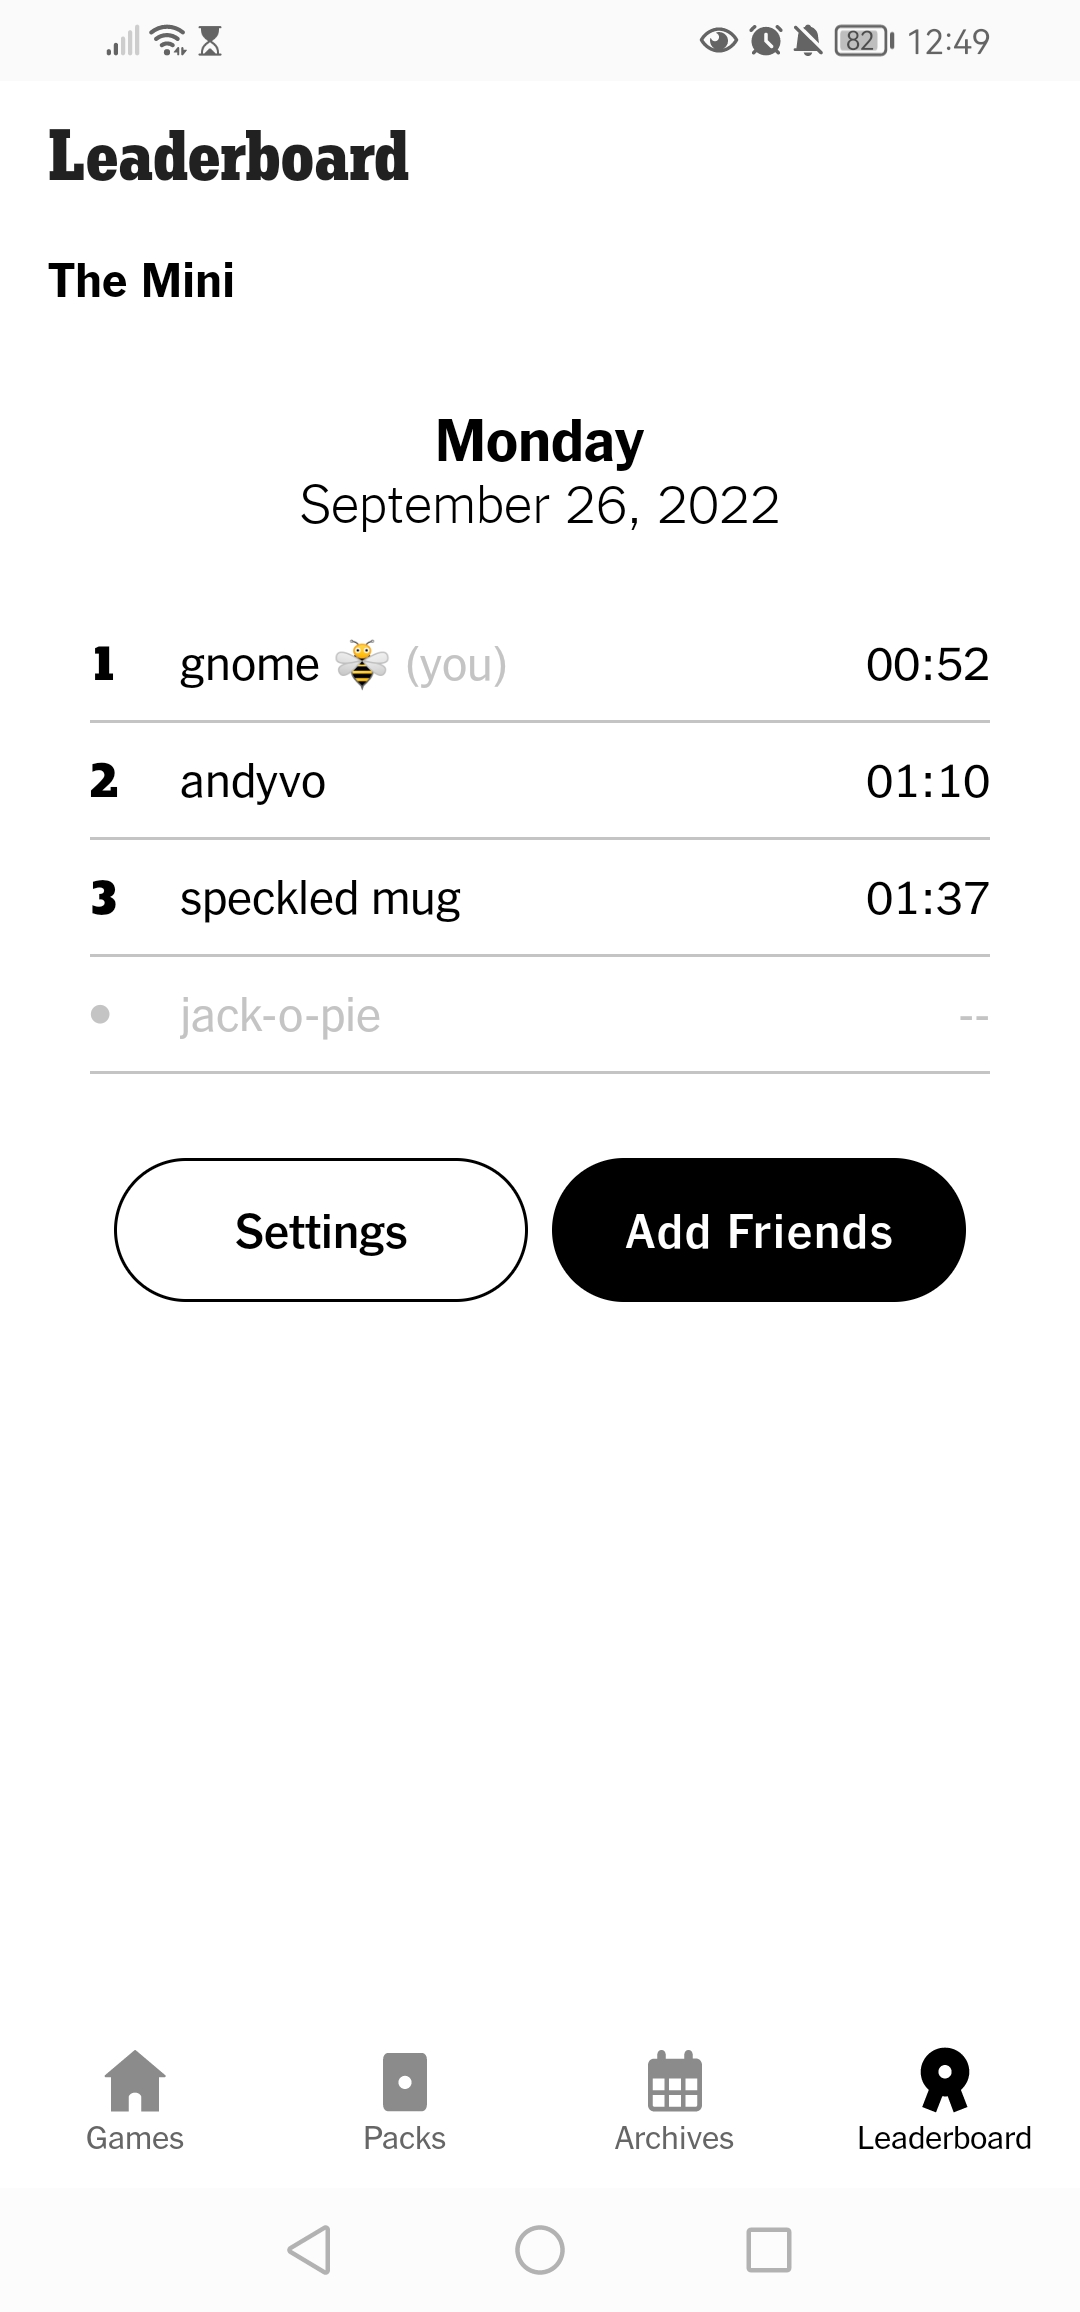 82 12:49
Leaderboard
The Mini
Monday
September 26, 2022
1 gnome 🐝 (you) 00:52
2 andyvo 01:10
3 speckled mug 01:37
• jack-o-pie --
Settings Add Friends
Games Packs Archives Leaderboard